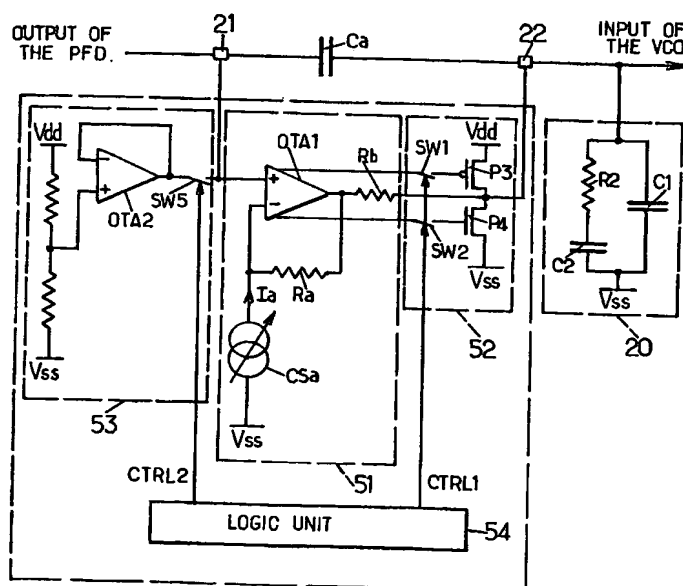 OUTPUT OF
THE PFD.
21
Ca
22
INPUT OF
THE VCO
Vdd
OTA2
SW5
Vss
53
OTA1
Rb
Ra
Ia
CSa
Vss
51
SW1
Vdd
P3
P4
SW2
Vss
52
R2
C1
C2
Vss
20
CTRL2
CTRL1
LOGIC UNIT
54